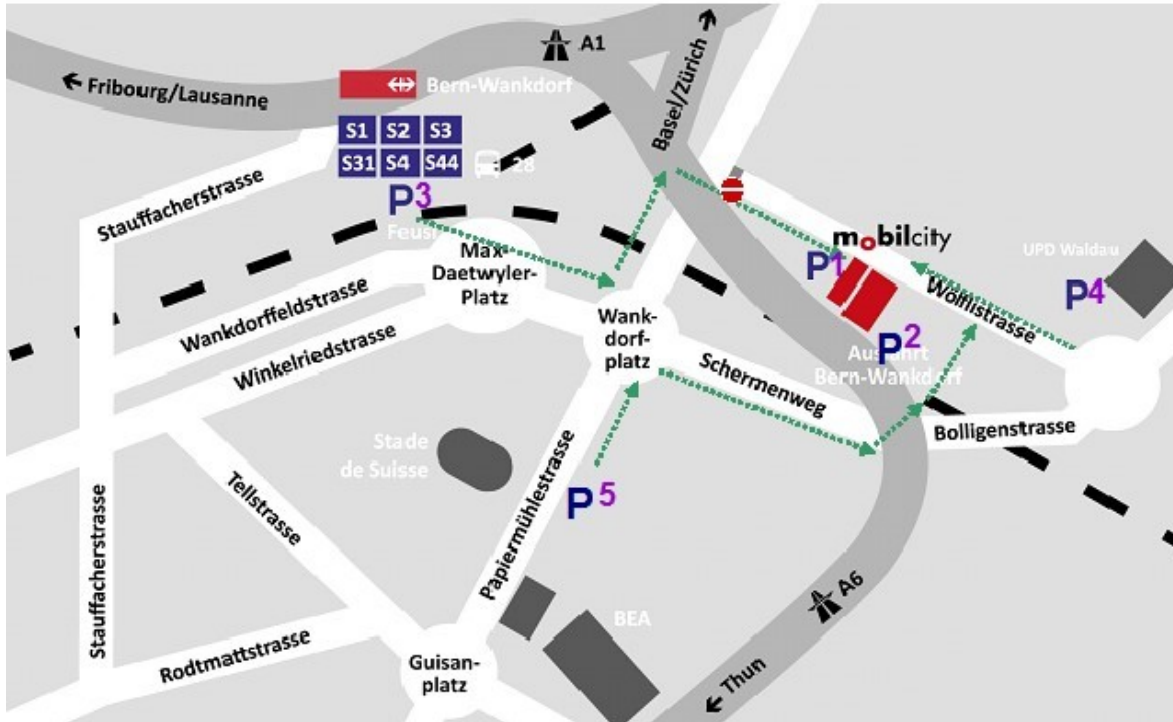 A1
Fribourg/Lausanne
Basel/Zürich
Bern-Wankdorf
S1 S2 S3
S31 S4 S44
28
Stauffacherstrasse
P3
Feusi
Max-
Daetwyler-
Platz
mobilcity
P1
UPD Waldau
P4
Wankdorffeldstrasse
Wölflistrasse
Winkelriedstrasse
Wank-
dorf-
platz
P2
Ausfahrt
Bern-Wankdorf
Schermenweg
Bolligenstrasse
Stade
de Suisse
Tellstrasse
P5
Papiermühlestrasse
Stauffacherstrasse
A6
BEA
Rodtmattstrasse
Guisan-
platz
Thun